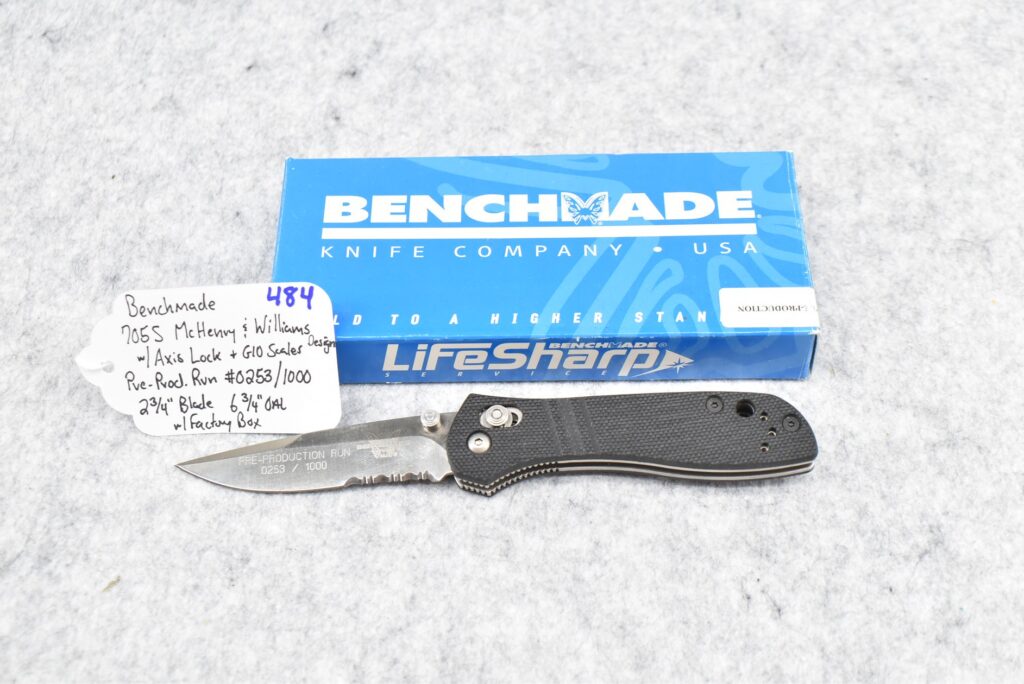 BENCHMADE
KNIFE COMPANY • USA
LD TO A HIGHER STAN
E-PRODUCTION
BENCHMADE®
LifeSharp
SERVICE
Benchmade 484
705S McHenry & Williams
Design
w/ Axis Lock + G10 Scales
Pre-Prod. Run #0253/1000
2 3/4" Blade 6 3/4" OAL
w/ Factory Box
PRE-PRODUCTION RUN
0253 / 1000